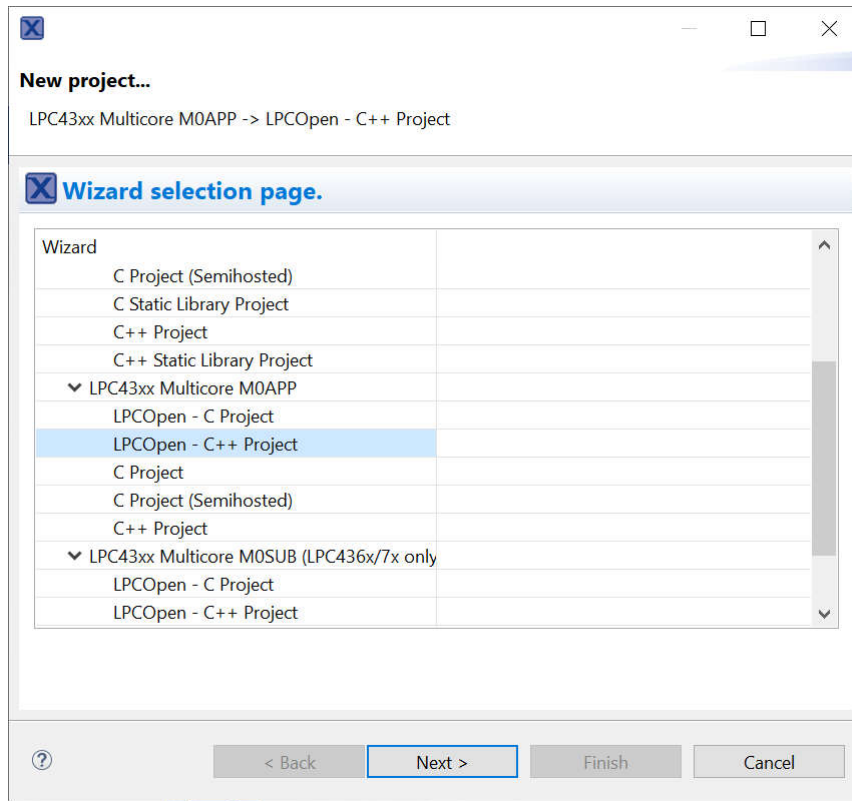 New project...
LPC43xx Multicore M0APP -> LPCOpen - C++ Project
Wizard selection page.
Wizard
C Project (Semihosted)
C Static Library Project
C++ Project
C++ Static Library Project
LPC43xx Multicore M0APP
LPCOpen - C Project
LPCOpen - C++ Project
C Project
C Project (Semihosted)
C++ Project
LPC43xx Multicore M0SUB (LPC436x/7x only
LPCOpen - C Project
LPCOpen - C++ Project
? < Back Next > Finish Cancel